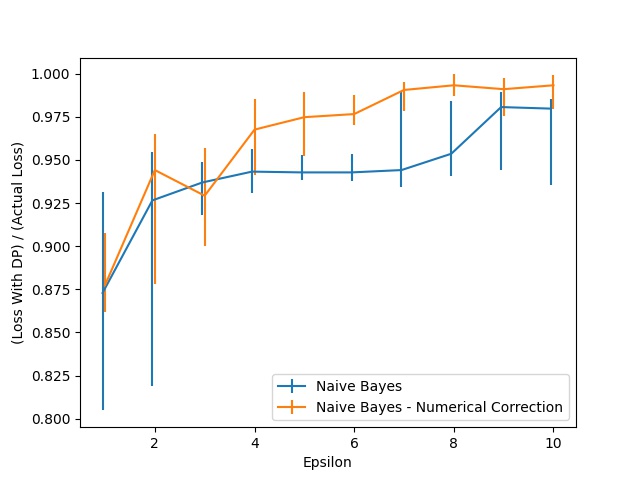 1.000
0.975
0.950
0.925
0.900
0.875
0.850
0.825
0.800
(Loss With DP) / (Actual Loss)
Naive Bayes
Naive Bayes - Numerical Correction
2 4 6 8 10
Epsilon